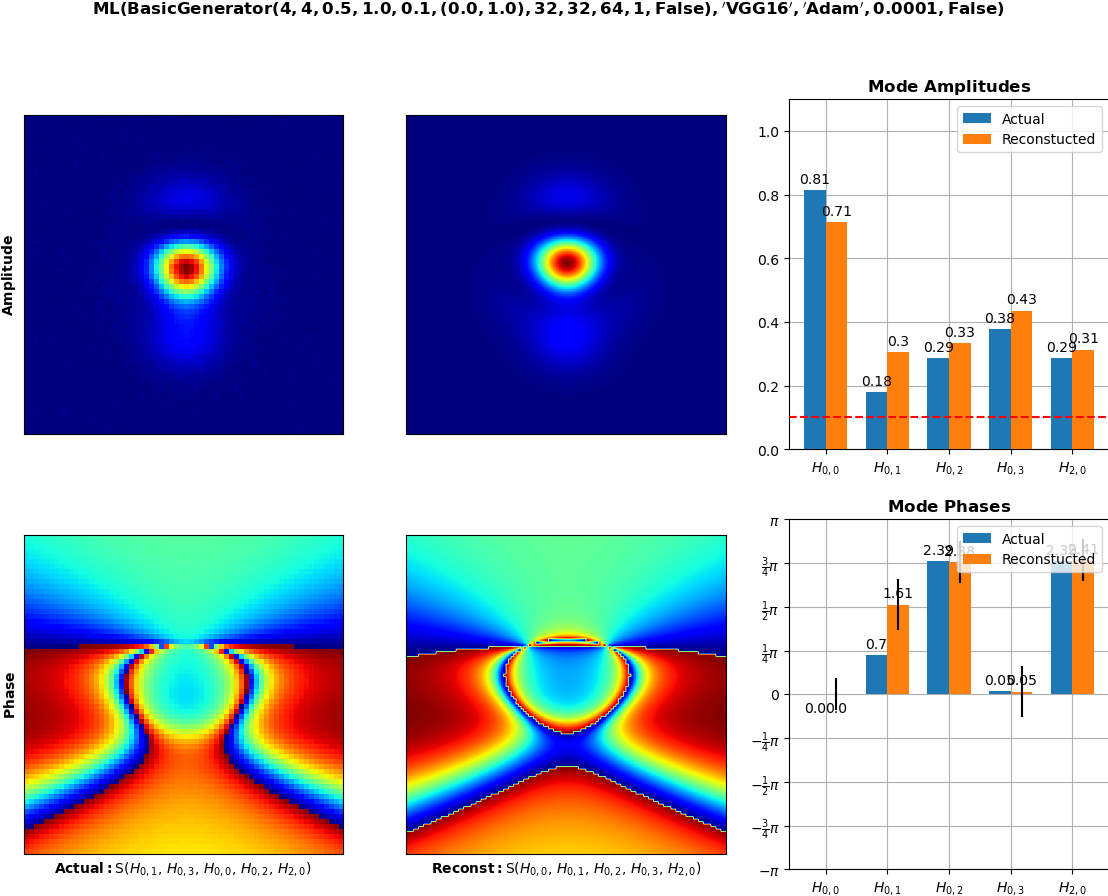 ML(BasicGenerator(4, 4, 0.5, 1.0, 0.1, (0.0, 1.0), 32, 32, 64, 1, False), 'VGG16', 'Adam', 0.0001, False)
Mode Amplitudes
Amplitude
Actual
Reconstucted
1.0
0.8
0.6
0.4
0.2
0.0
0.81
0.71
0.18
0.3
0.29
0.33
0.38
0.43
0.29
0.31
H₀,₀ H₀,₁ H₀,₂ H₀,₃ H₂,₀
Mode Phases
Phase
Actual
Reconstucted
π
3/4π
1/2π
1/4π
0
−1/4π
−1/2π
−3/4π
−π
0.7
1.61
2.39
0.05
0.05
H₀,₀ H₀,₁ H₀,₂ H₀,₃ H₂,₀
Actual: S(H₀,₁, H₀,₃, H₀,₀, H₀,₂, H₂,₀)
Reconst: S(H₀,₀, H₀,₁, H₀,₂, H₀,₃, H₂,₀)